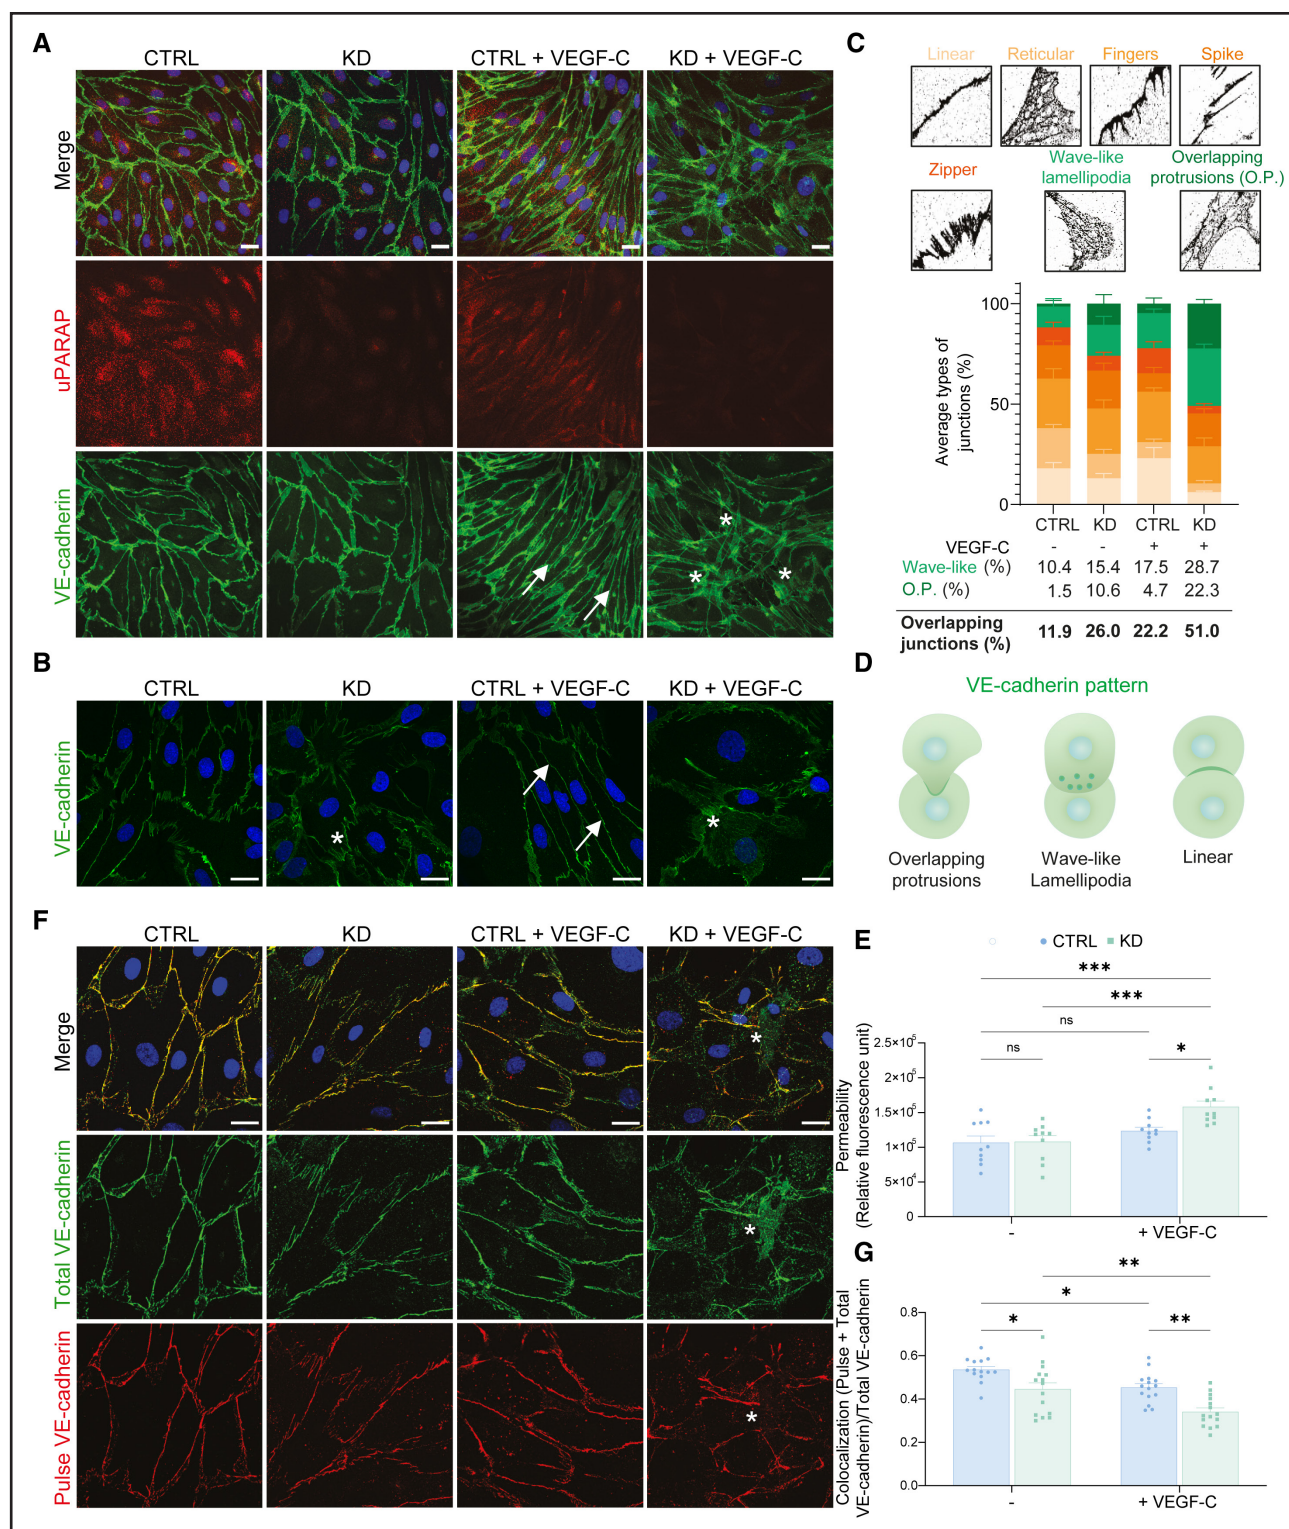 A
CTRL
KD
CTRL + VEGF-C
KD + VEGF-C
Merge
uPARAP
VE-cadherin
*
*
*
B
CTRL
KD
CTRL + VEGF-C
KD + VEGF-C
VE-cadherin
*
*
C
Linear
Reticular
Fingers
Spike
Zipper
Wave-like
lamellipodia
Overlapping
protrusions (O.P.)
Average types of
junctions (%)
100
50
0
CTRL KD CTRL KD
VEGF-C - - + +
Wave-like (%) 10.4 15.4 17.5 28.7
O.P. (%) 1.5 10.6 4.7 22.3
Overlapping
junctions (%) 11.9 26.0 22.2 51.0
D
VE-cadherin pattern
Overlapping
protrusions
Wave-like
Lamellipodia
Linear
F
CTRL
KD
CTRL + VEGF-C
KD + VEGF-C
Merge
Total VE-cadherin
Pulse VE-cadherin
*
*
*
E
CTRL KD
***
***
ns
ns
*
Permeability
(Relative fluorescence unit)
2.5×10⁵
2×10⁵
1.5×10⁵
1×10⁵
5×10⁴
0
-
+ VEGF-C
G
**
*
*
**
Colocalization (Pulse + Total
VE-cadherin)/Total VE-cadherin
0.8
0.6
0.4
0.2
0.0
-
+ VEGF-C